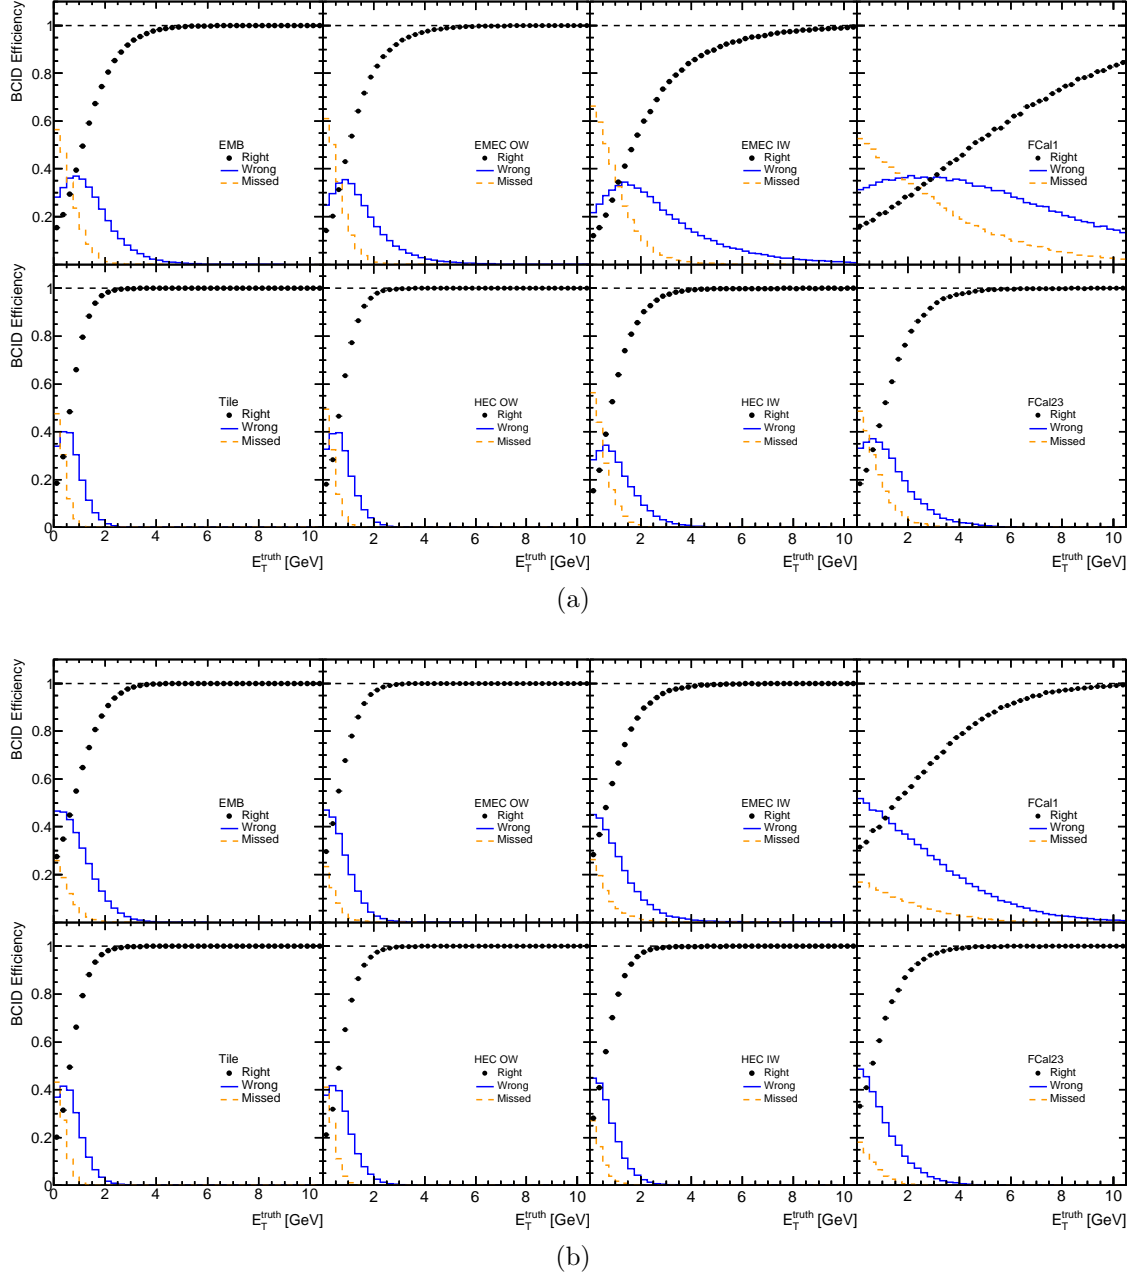 BCID Efficiency
1
0.8
0.6
0.4
0.2
EMB
Right
Wrong
Missed
EMEC OW
Right
Wrong
Missed
EMEC IW
Right
Wrong
Missed
FCal1
Right
Wrong
Missed
BCID Efficiency
1
0.8
0.6
0.4
0.2
0
Tile
Right
Wrong
Missed
HEC OW
Right
Wrong
Missed
HEC IW
Right
Wrong
Missed
FCal23
Right
Wrong
Missed
0 2 4 6 8 10 2 4 6 8 10 2 4 6 8 10 2 4 6 8 10
E_T^truth [GeV] E_T^truth [GeV] E_T^truth [GeV] E_T^truth [GeV]
(a)
BCID Efficiency
1
0.8
0.6
0.4
0.2
EMB
Right
Wrong
Missed
EMEC OW
Right
Wrong
Missed
EMEC IW
Right
Wrong
Missed
FCal1
Right
Wrong
Missed
BCID Efficiency
1
0.8
0.6
0.4
0.2
0
Tile
Right
Wrong
Missed
HEC OW
Right
Wrong
Missed
HEC IW
Right
Wrong
Missed
FCal23
Right
Wrong
Missed
0 2 4 6 8 10 2 4 6 8 10 2 4 6 8 10 2 4 6 8 10
E_T^truth [GeV] E_T^truth [GeV] E_T^truth [GeV] E_T^truth [GeV]
(b)